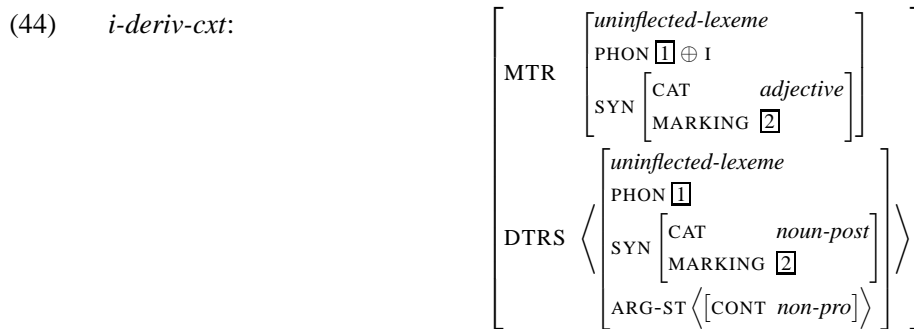 (44) i-deriv-cxt:
uninflected-lexeme
PHON 1 ⊕ I
MTR
SYN CAT adjective
MARKING 2
uninflected-lexeme
PHON 1
DTRS
SYN CAT noun-post
MARKING 2
ARG-ST ⟨[CONT non-pro]⟩